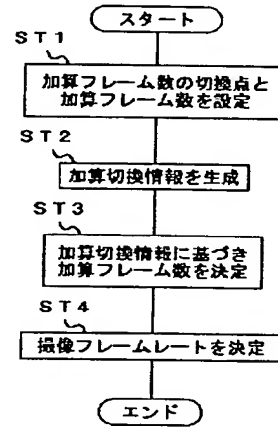 スタート
ST1
加算フレーム数の切換点と
加算フレーム数を設定
ST2
加算切換情報を生成
ST3
加算切換情報に基づき
加算フレーム数を決定
ST4
撮像フレームレートを決定
エンド